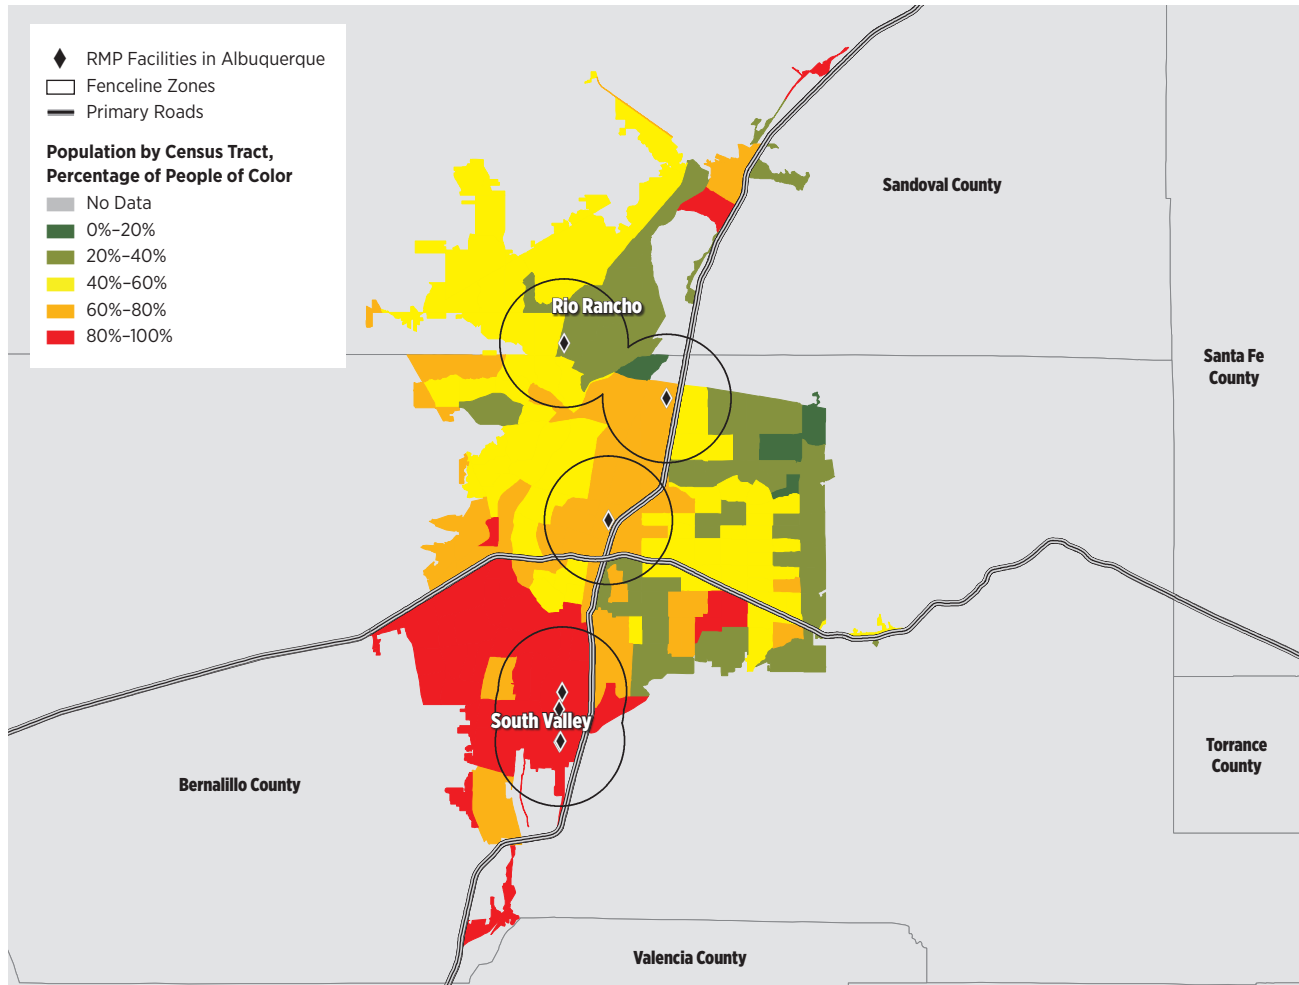 RMP Facilities in Albuquerque
Fenceline Zones
Primary Roads
Population by Census Tract,
Percentage of People of Color
No Data
0%–20%
20%–40%
40%–60%
60%–80%
80%–100%
Sandoval County
Rio Rancho
Santa Fe
County
South Valley
Torrance
County
Bernalillo County
Valencia County